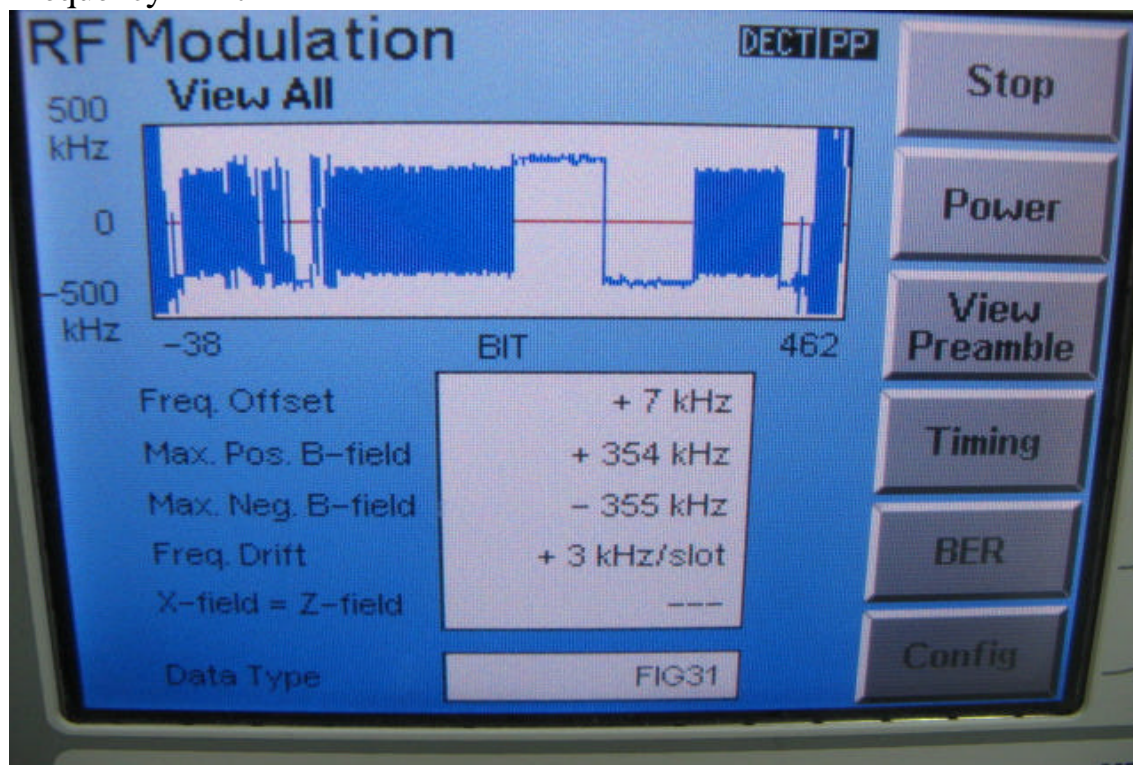 RF Modulation
DECT PP
View All
500
kHz
0
-500
kHz
-38
BIT
462
Freq. Offset
+ 7 kHz
Max. Pos. B-field
+ 354 kHz
Max. Neg. B-field
- 355 kHz
Freq. Drift
+ 3 kHz/slot
X-field = Z-field
---
Data Type
FIG31
Stop
Power
View
Preamble
Timing
BER
Config